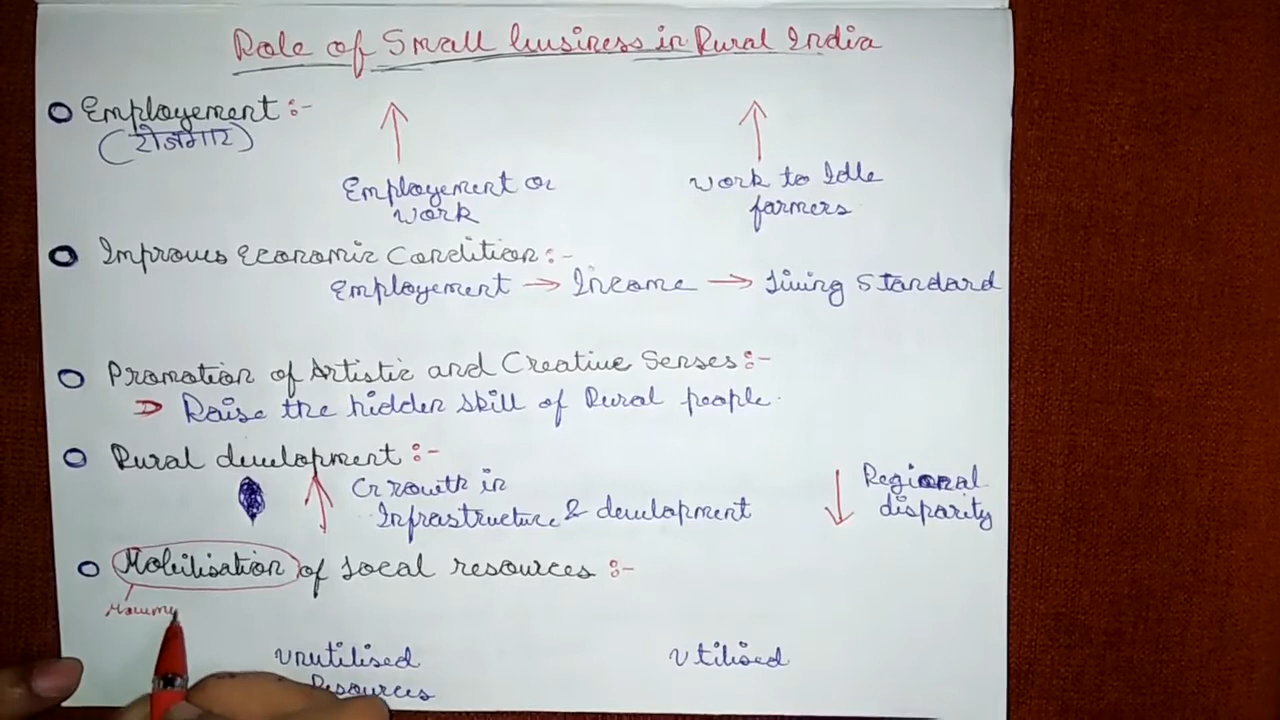 Role of Small business in Rural India
Employement :-
(रोजगार)
Employement or
work
Work to Idle
farmers
Improves Economic Condition :-
Employement → Income → Living Standard
Promotion of Artistic and Creative Senses :-
Raise the hidden skill of Rural people.
Rural development :-
Growth in
Infrastructure & development
Regional
disparity
Mobilisation of Local resources :-
Unutilised
Resources
Utilised